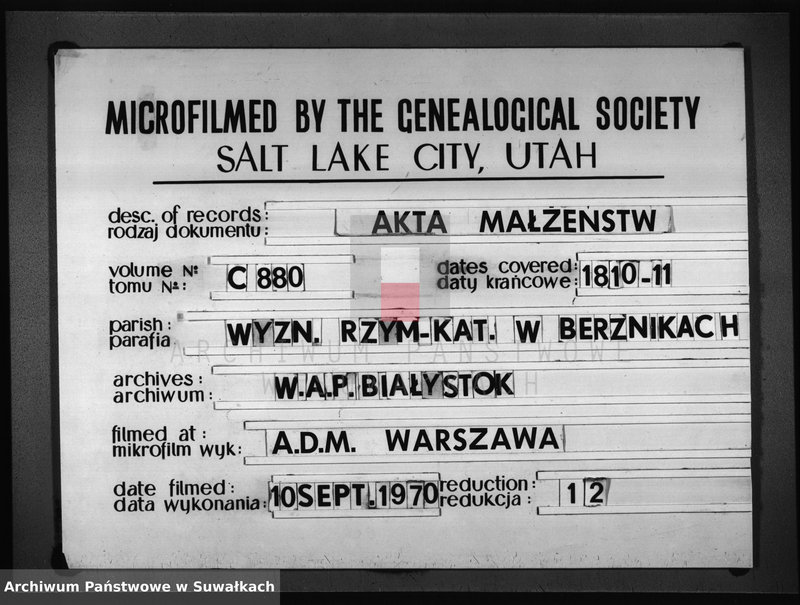 MICROFILMED BY THE GENEALOGICAL SOCIETY
SALT LAKE CITY, UTAH
desc. of records:
rodzaj dokumentu: AKTA MAŁŻEŃSTW
volume No
tomu No.: C 880
dates covered:
daty krańcowe: 1810-11
parish:
parafia WYZN. RZYM-KAT. W BERZNIKACH
ARCHIWUM PAŃSTWOWE
archives:
archiwum: W.A.P. BIAŁYSTOK
filmed at:
mikrofilm wyk: A.D.M. WARSZAWA
date filmed:
data wykonania: 10 SEPT. 1970
reduction:
redukcja: 12
Archiwum Państwowe w Suwałkach